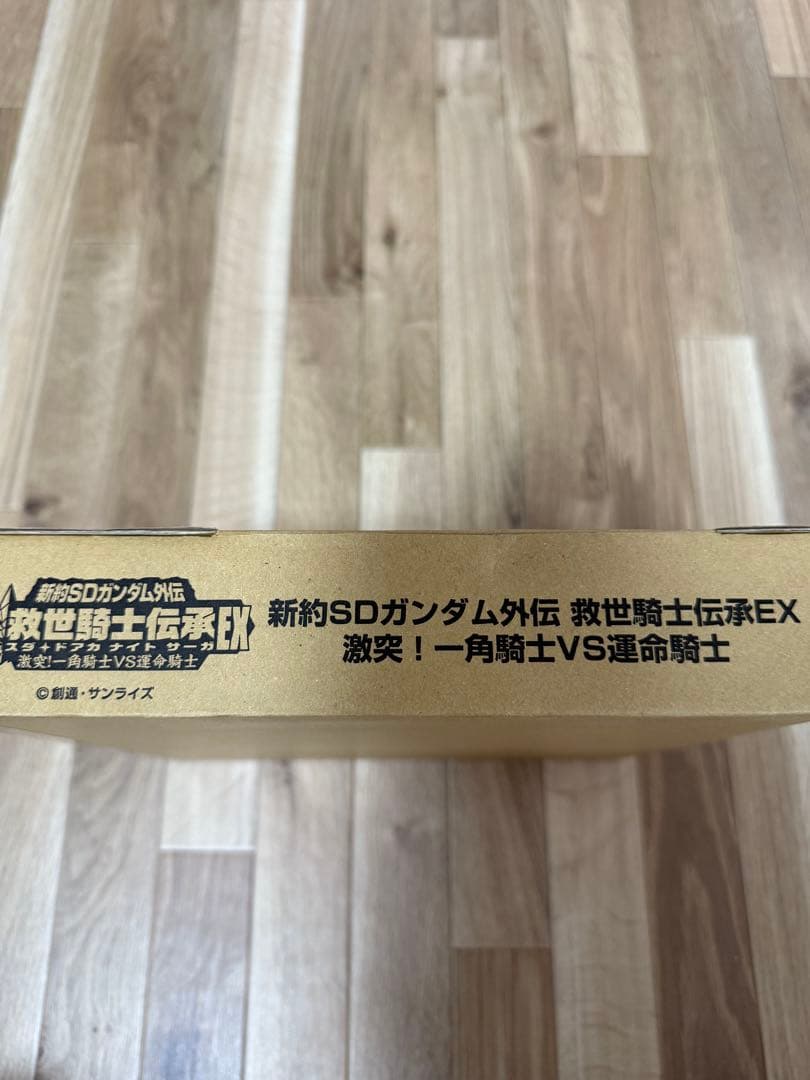 新約SDガンダム外伝
救世騎士伝承EX
スタ・ドアカ ナイト サーガ
激突!一角騎士VS運命騎士
©創通・サンライズ
新約SDガンダム外伝 救世騎士伝承EX
激突!一角騎士VS運命騎士